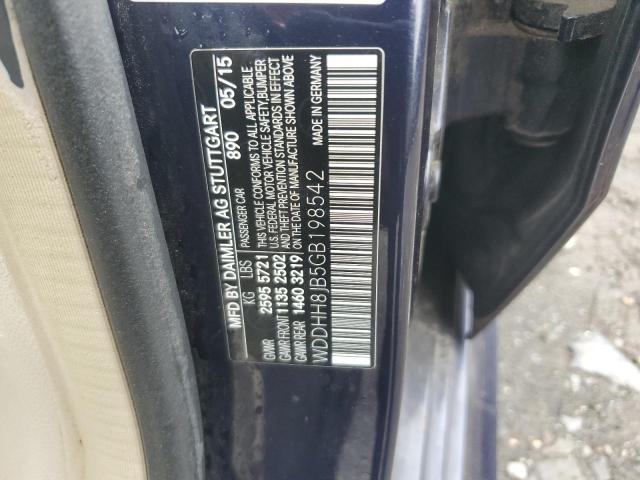 MFD BY DAIMLER AG STUTTGART
PASSENGER CAR 890 05/15
KG LBS
GVWR 2595 5721
GAWR FRONT 1135 2502
GAWR REAR 1460 3219
THIS VEHICLE CONFORMS TO ALL APPLICABLE
U.S. FEDERAL MOTOR VEHICLE SAFETY, BUMPER
AND THEFT PREVENTION STANDARDS IN EFFECT
ON THE DATE OF MANUFACTURE SHOWN ABOVE
WDDHH8JB5GB198542
MADE IN GERMANY